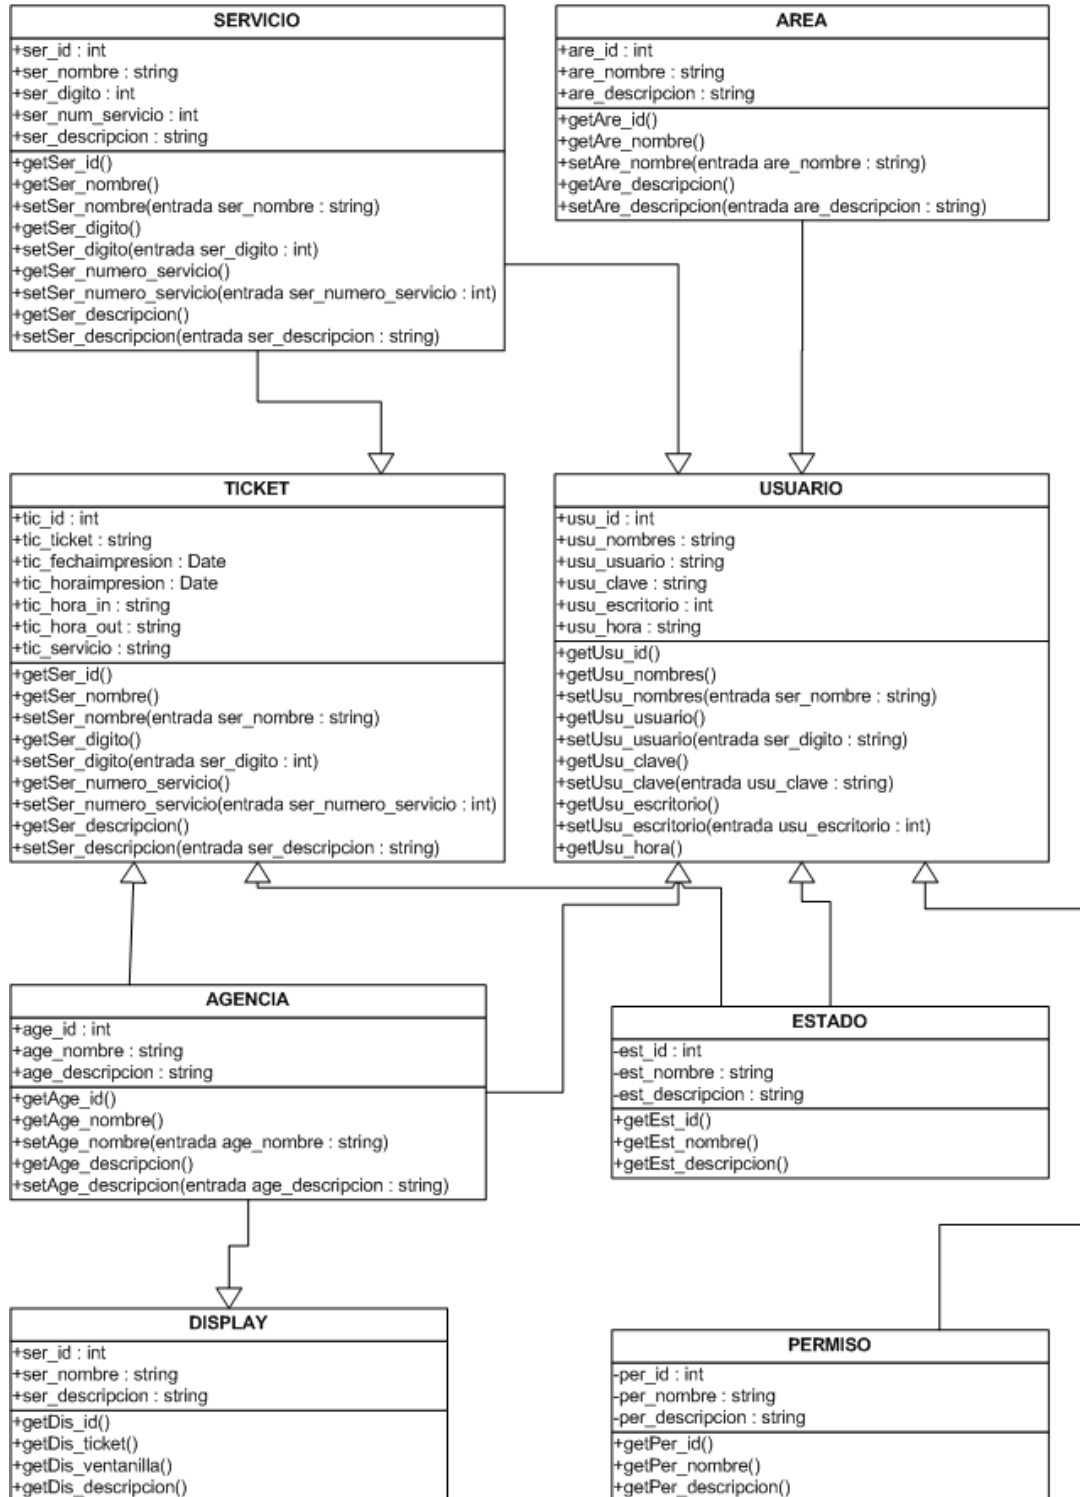 SERVICIO
+ser_id : int
+ser_nombre : string
+ser_digito : int
+ser_num_servicio : int
+ser_descripcion : string
+getSer_id()
+getSer_nombre()
+setSer_nombre(entrada ser_nombre : string)
+getSer_digito()
+setSer_digito(entrada ser_digito : int)
+getSer_numero_servicio()
+setSer_numero_servicio(entrada ser_numero_servicio : int)
+getSer_descripcion()
+setSer_descripcion(entrada ser_descripcion : string)
AREA
+are_id : int
+are_nombre : string
+are_descripcion : string
+getAre_id()
+getAre_nombre()
+setAre_nombre(entrada are_nombre : string)
+getAre_descripcion()
+setAre_descripcion(entrada are_descripcion : string)
TICKET
+tic_id : int
+tic_ticket : string
+tic_fechaimpresion : Date
+tic_horaimpresion : Date
+tic_hora_in : string
+tic_hora_out : string
+tic_servicio : string
+getSer_id()
+getSer_nombre()
+setSer_nombre(entrada ser_nombre : string)
+getSer_digito()
+setSer_digito(entrada ser_digito : int)
+getSer_numero_servicio()
+setSer_numero_servicio(entrada ser_numero_servicio : int)
+getSer_descripcion()
+setSer_descripcion(entrada ser_descripcion : string)
USUARIO
+usu_id : int
+usu_nombres : string
+usu_usuario : string
+usu_clave : string
+usu_escritorio : int
+usu_hora : string
+getUsu_id()
+getUsu_nombres()
+setUsu_nombres(entrada ser_nombre : string)
+getUsu_usuario()
+setUsu_usuario(entrada ser_digito : string)
+getUsu_clave()
+setUsu_clave(entrada usu_clave : string)
+getUsu_escritorio()
+setUsu_escritorio(entrada usu_escritorio : int)
+getUsu_hora()
AGENCIA
+age_id : int
+age_nombre : string
+age_descripcion : string
+getAge_id()
+getAge_nombre()
+setAge_nombre(entrada age_nombre : string)
+getAge_descripcion()
+setAge_descripcion(entrada age_descripcion : string)
ESTADO
-est_id : int
-est_nombre : string
-est_descripcion : string
+getEst_id()
+getEst_nombre()
+getEst_descripcion()
DISPLAY
+ser_id : int
+ser_nombre : string
+ser_descripcion : string
+getDis_id()
+getDis_ticket()
+getDis_ventanilla()
+getDis_descripcion()
PERMISO
-per_id : int
-per_nombre : string
-per_descripcion : string
+getPer_id()
+getPer_nombre()
+getPer_descripcion()